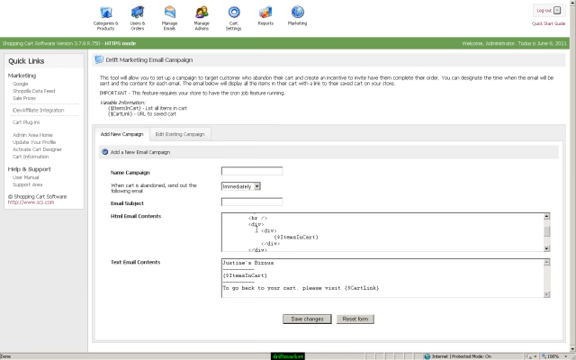 Log out
Categories & Products
Users & Orders
Manage Emails
Manage Admins
Cart Settings
Reports
Marketing
Quick Start Guide
Shopping Cart Software Version 3.7.8 R.750 - HTTPS mode
Welcome, Administrator Today is June 9, 2011
Quick Links
Marketing
Google
Shopzilla Data Feed
Sale Prices
iDevAffiliate Integration
Cart Plug-ins
Admin Area Home
Update Your Profile
Activate Cart Designer
Cart Information
Help & Support
User Manual
Support Area
© Shopping Cart Software
Drift Marketing Email Campaign
The tool will allow you to set up a campaign to target customer who abandon their cart and create an incentive to invite have them complete their order. You can designate the time when the email will be
sent and the content for each email. The email below will display all the items in their cart with a link to their saved cart on your store.
IMPORTANT - This feature requires your store to have the cron job feature running.
Variable Information:
{$ItemsInCart} - List all items in cart
{$CartLink} - URL to saved cart
Add New Campaign
Edit Existing Campaign
Add a New Email Campaign
Name Campaign
When cart is abandoned, send out the
following email
Immediately
Email Subject
Html Email Contents
<hr />
<div>
<div>
{$ItemsInCart}
</div>
</div>
Text Email Contents
{$ItemsInCart}
To go back to your cart, please visit {$CartLink}
Save changes
Reset form
Done
Internet | Protected Mode: On
100%